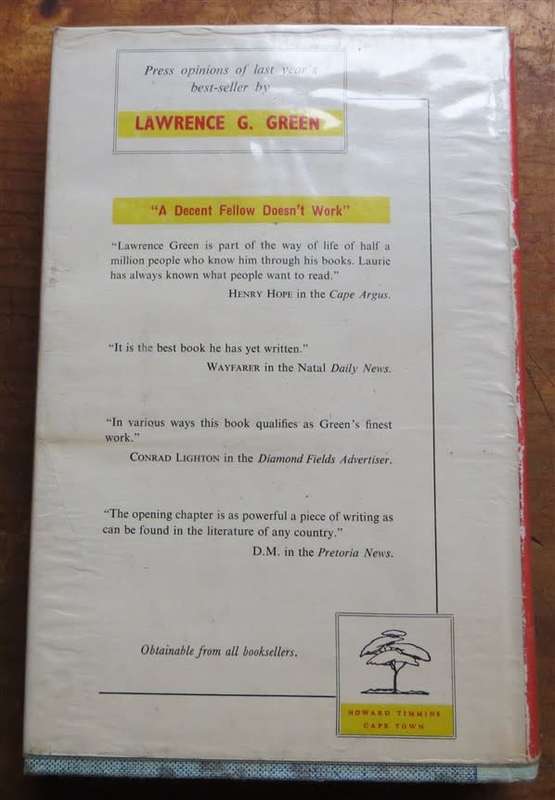 Press opinions of last year's
best-seller by
LAWRENCE G. GREEN
"A Decent Fellow Doesn't Work"
"Lawrence Green is part of the way of life of half a
million people who know him through his books. Laurie
has always known what people want to read."
HENRY HOPE in the Cape Argus.
"It is the best book he has yet written."
WAYFARER in the Natal Daily News.
"In various ways this book qualifies as Green's finest
work."
CONRAD LIGHTON in the Diamond Fields Advertiser.
"The opening chapter is as powerful a piece of writing as
can be found in the literature of any country."
D.M. in the Pretoria News.
Obtainable from all booksellers.
HOWARD TIMMINS
CAPE TOWN